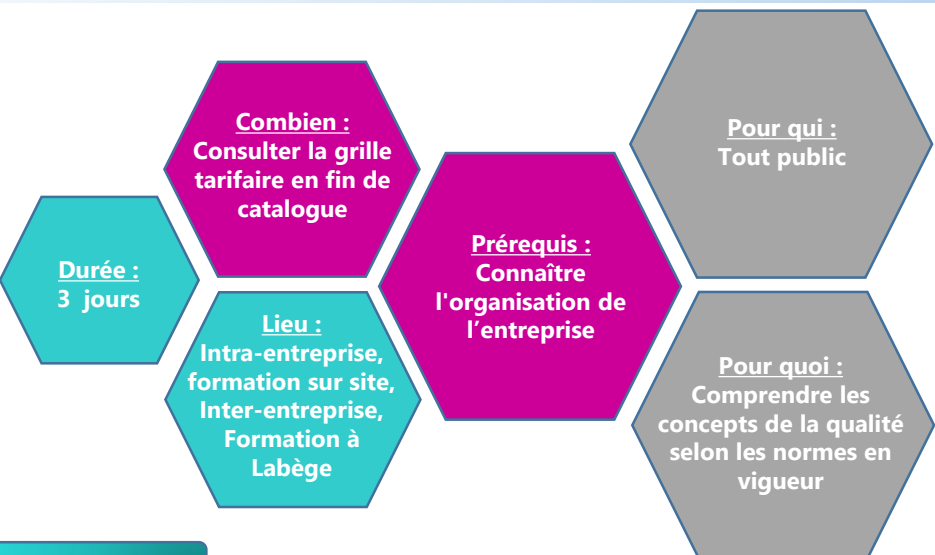 Durée :
3 jours
Combien :
Consulter la grille
tarifaire en fin de
catalogue
Lieu :
Intra-entreprise,
formation sur site,
Inter-entreprise,
Formation à
Labège
Prérequis :
Connaître
l'organisation de
l’entreprise
Pour qui :
Tout public
Pour quoi :
Comprendre les
concepts de la qualité
selon les normes en
vigueur